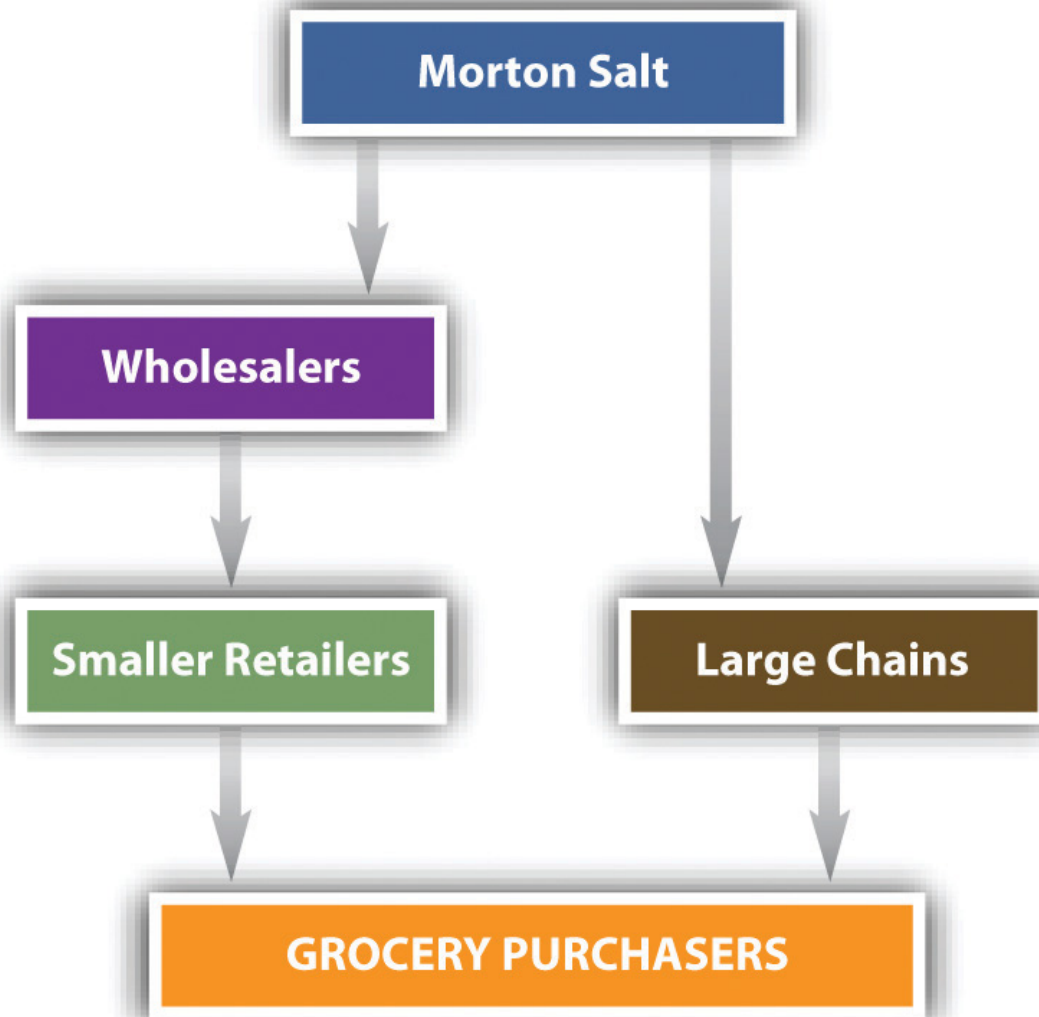 Morton Salt
Wholesalers
Smaller Retailers
Large Chains
GROCERY PURCHASERS